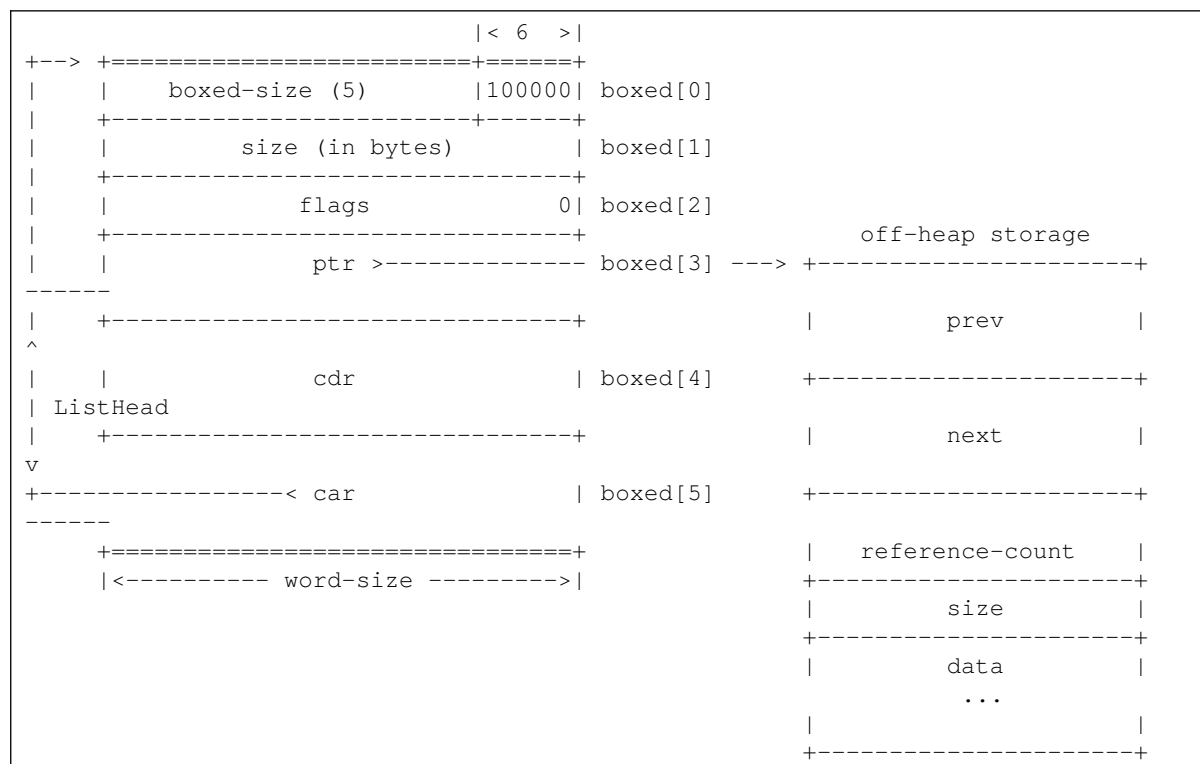 |< 6  >|
+--> +=========================+======+
|    |    boxed-size (5)       |100000| boxed[0]
|    +-------------------------+------+
|    |         size (in bytes)        | boxed[1]
|    +--------------------------------+
|    |             flags             0| boxed[2]
|    +--------------------------------+                   off-heap storage
|    |              ptr >-------------- boxed[3] ---> +----------------------+
------
|    +--------------------------------+               |         prev         |
^
|    |              cdr               | boxed[4]      +----------------------+
| ListHead
|    +--------------------------------+               |         next         |
v
+-----------------< car               | boxed[5]      +----------------------+
------
     +================================+               |   reference-count    |
     |<---------- word-size --------->|               +----------------------+
                                                      |         size         |
                                                      +----------------------+
                                                      |         data         |
                                                                ...
                                                      |                      |
                                                      +----------------------+